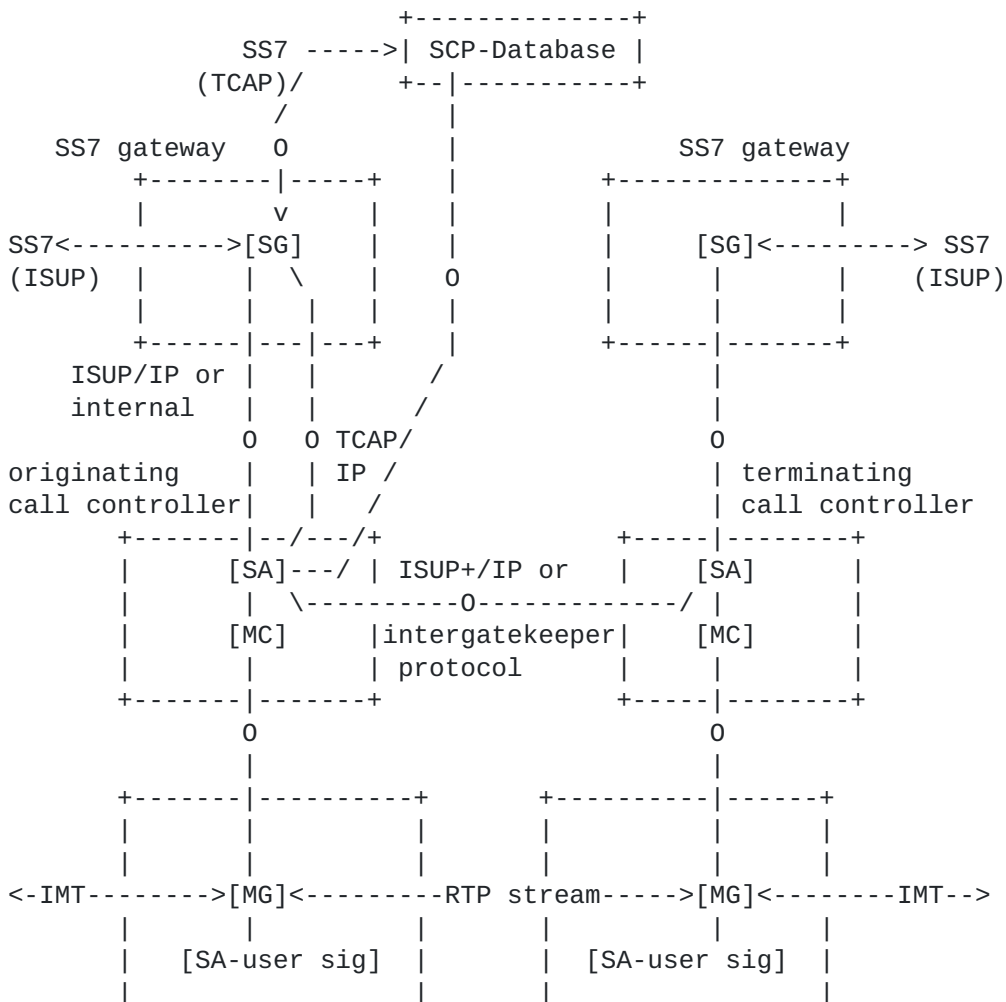 SS7 ----->| SCP-Database |
(TCAP)/
SS7 gateway O SS7 gateway
v
SS7<---------->[SG] [SG]<---------> SS7
(ISUP) O (ISUP)
ISUP/IP or
internal
O O TCAP/ O
originating IP / terminating
call controller call controller
[SA]---/ | ISUP+/IP or [SA]
\----------O-------------/
[MC] |intergatekeeper| [MC]
protocol
O O
<-IMT-------->[MG]<---------RTP stream----->[MG]<--------IMT-->
[SA-user sig] [SA-user sig]